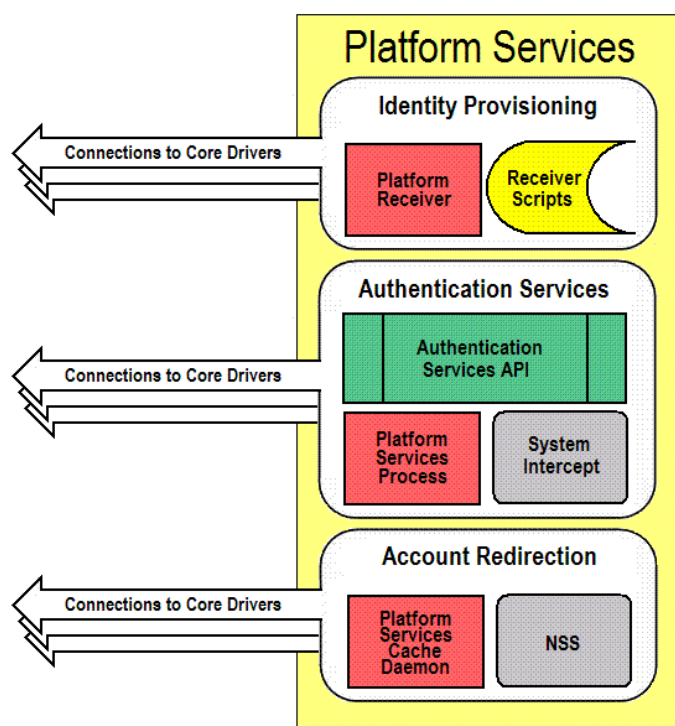 Platform Services
Identity Provisioning
Connections to Core Drivers
Platform
Receiver
Receiver
Scripts
Authentication Services
Authentication
Services API
Connections to Core Drivers
Platform
Services
Process
System
Intercept
Account Redirection
Connections to Core Drivers
Platform
Services
Cache
Daemon
NSS